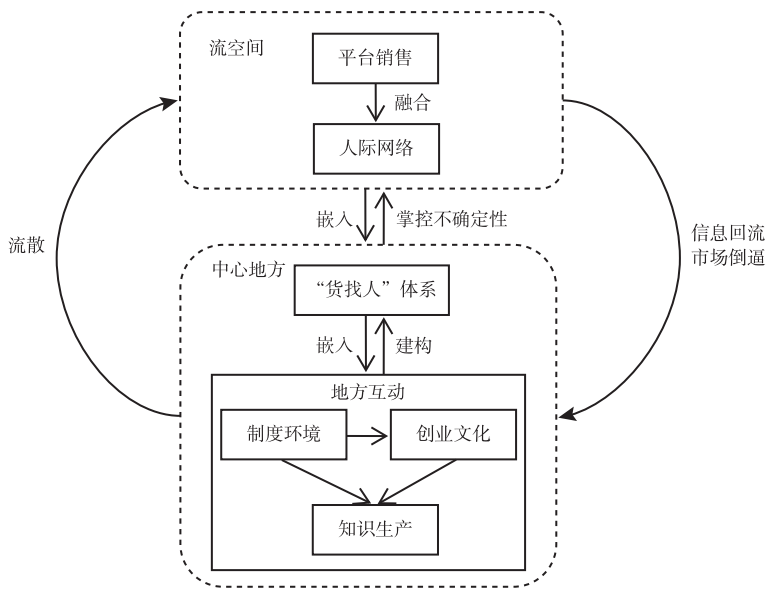 流空间
平台销售
融合
人际网络
嵌入
掌控不确定性
流散
信息回流
市场倒逼
中心地方
“货找人”体系
嵌入
建构
地方互动
制度环境
创业文化
知识生产